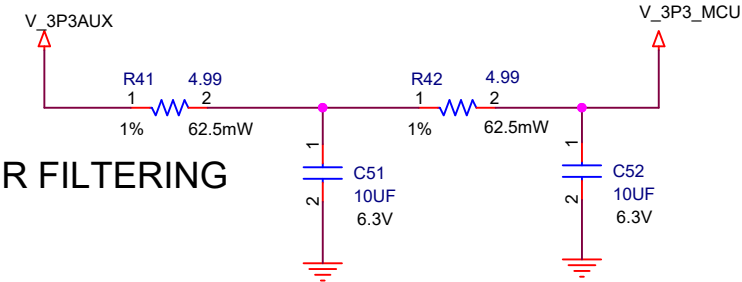 V_3P3AUX
V_3P3_MCU
R41 4.99
1 2
1% 62.5mW
R42 4.99
1 2
1% 62.5mW
R FILTERING
1
C51
10UF
2
6.3V
1
C52
10UF
2
6.3V